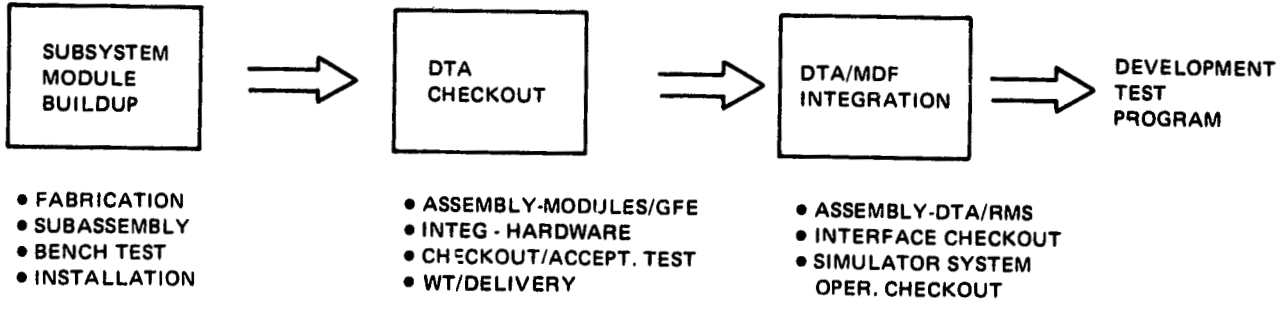 SUBSYSTEM
MODULE
BUILDUP
DTA
CHECKOUT
DTA/MDF
INTEGRATION
DEVELOPMENT
TEST
PROGRAM
● FABRICATION
● SUBASSEMBLY
● BENCH TEST
● INSTALLATION
● ASSEMBLY-MODULES/GFE
● INTEG - HARDWARE
● CHECKOUT/ACCEPT. TEST
● WT/DELIVERY
● ASSEMBLY-DTA/RMS
● INTERFACE CHECKOUT
● SIMULATOR SYSTEM
OPER. CHECKOUT